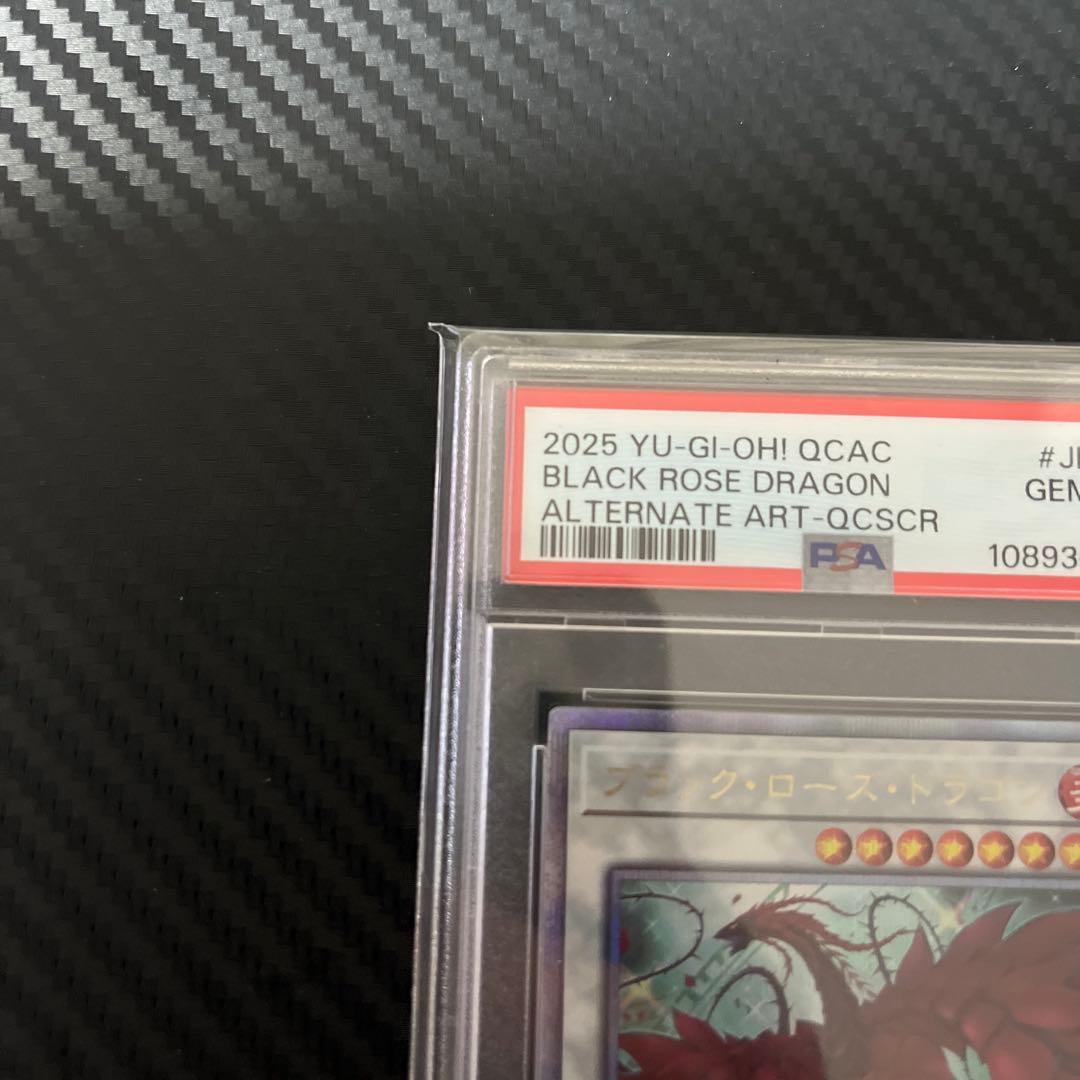 2025 YU-GI-OH! QCAC
BLACK ROSE DRAGON
ALTERNATE ART-QCSCR
#J
GEM
10893
PSA
ブラック・ローズ・ドラゴン